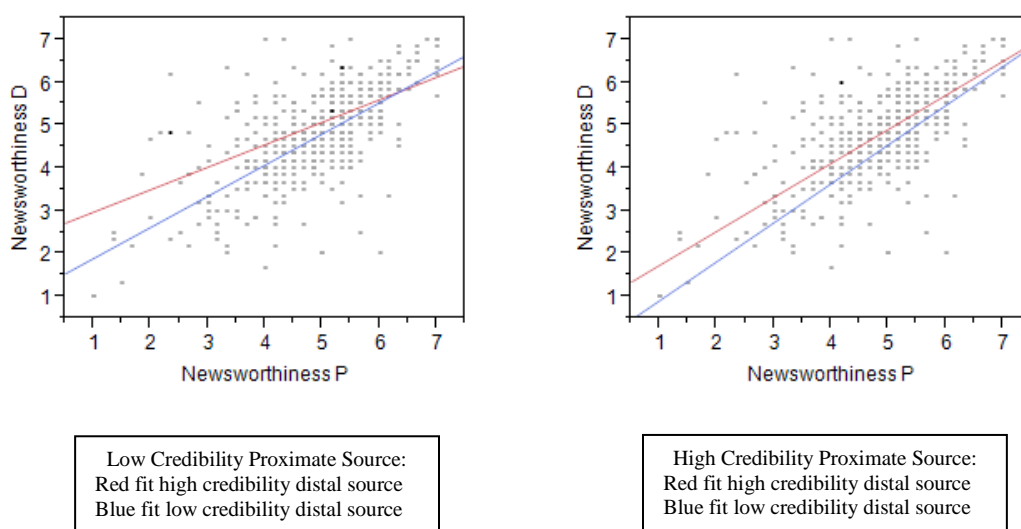 7
6
5
4
3
2
1
Newsworthiness D
1 2 3 4 5 6 7
Newsworthiness P
Low Credibility Proximate Source:
Red fit high credibility distal source
Blue fit low credibility distal source
7
6
5
4
3
2
1
Newsworthiness D
1 2 3 4 5 6 7
Newsworthiness P
High Credibility Proximate Source:
Red fit high credibility distal source
Blue fit low credibility distal source